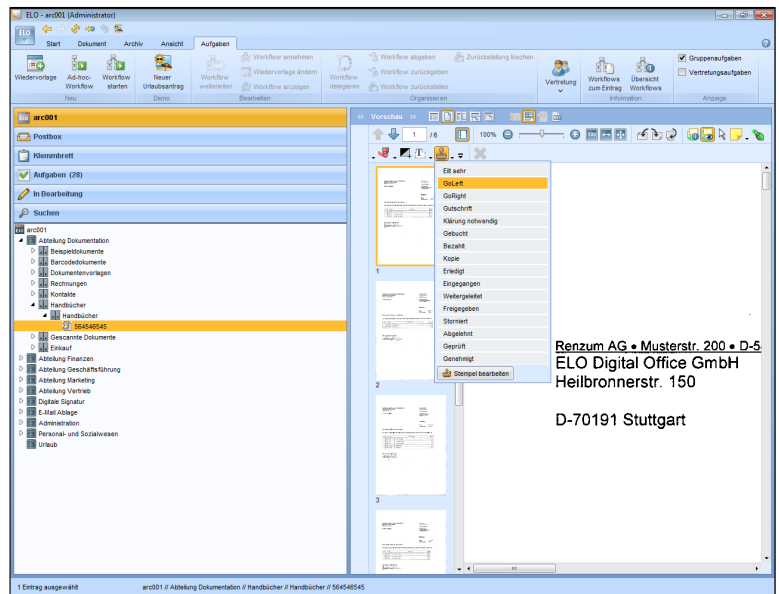 ELO - arc001 (Administrator)
ELO
Start Dokument Archiv Ansicht Aufgaben
Wiedervorlage
Ad-hoc-Workflow
Workflow starten
Neuer Urlaubsantrag
Workflow weiterleiten
Workflow annehmen
Wiedervorlage ändern
Workflow anzeigen
Workflow delegieren
Workflow abgeben
Workflow zurückgeben
Workflow zurückstellen
Zurückstellung löschen
Vertretung
Workflows zum Eintrag
Übersicht Workflows
Gruppenaufgaben
Vertretungsaufgaben
Neu Demo Bearbeiten Organisieren Information Anzeige
arc001
Postbox
Klemmbrett
Aufgaben (28)
In Bearbeitung
Suchen
arc001
Abteilung Dokumentation
Beispieldokumente
Barcodedokumente
Dokumentenvorlagen
Rechnungen
Kontakte
Handbücher
Handbücher
564546545
Gescannte Dokumente
Einkauf
Abteilung Finanzen
Abteilung Geschäftsführung
Abteilung Marketing
Abteilung Vertrieb
Digitale Signatur
E-Mail Ablage
Administration
Personal- und Sozialwesen
Urlaub
« Vorschau »
1 /6 100%
Eilt sehr
GoLeft
GoRight
Gutschrift
Klärung notwendig
Gebucht
Bezahlt
Kopie
Erledigt
Eingegangen
Weitergeleitet
Freigegeben
Storniert
Abgelehnt
Geprüft
Genehmigt
Stempel bearbeiten
1
2
3
Renzum AG • Musterstr. 200 • D-5
ELO Digital Office GmbH
Heilbronnerstr. 150
D-70191 Stuttgart
1 Eintrag ausgewählt arc001 // Abteilung Dokumentation // Handbücher // Handbücher // 564546545